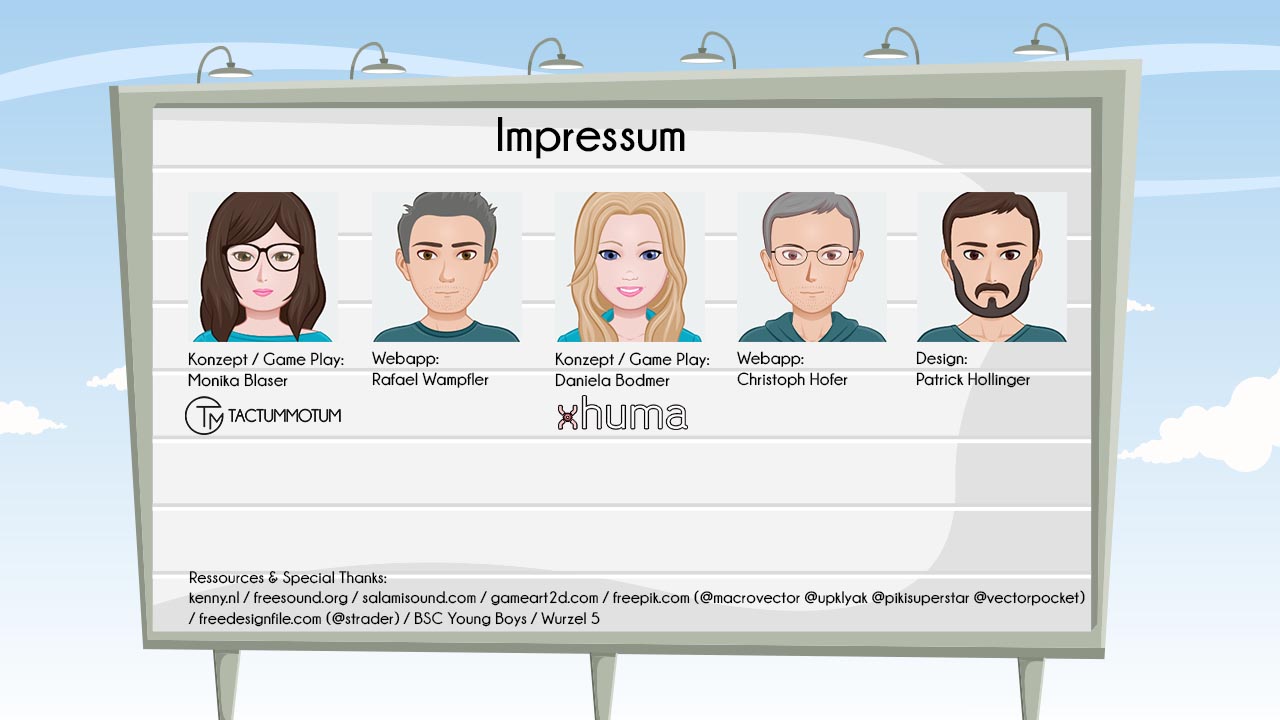 Impressum
Konzept / Game Play:
Monika Blaser
TM TACTUMMOTUM
Webapp:
Rafael Wampfler
Konzept / Game Play:
Daniela Bodmer
xhuma
Webapp:
Christoph Hofer
Design:
Patrick Hollinger
Ressources & Special Thanks:
kenny.nl / freesound.org / salamisound.com / gameart2d.com / freepik.com (@macrovector @upklyak @pikisuperstar @vectorpocket)
/ freedesignfile.com (@strader) / BSC Young Boys / Wurzel 5